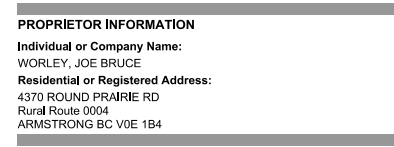 PROPRIETOR INFORMATION
Individual or Company Name:
WORLEY, JOE BRUCE
Residential or Registered Address:
4370 ROUND PRAIRIE RD
Rural Route 0004
ARMSTRONG BC V0E 1B4